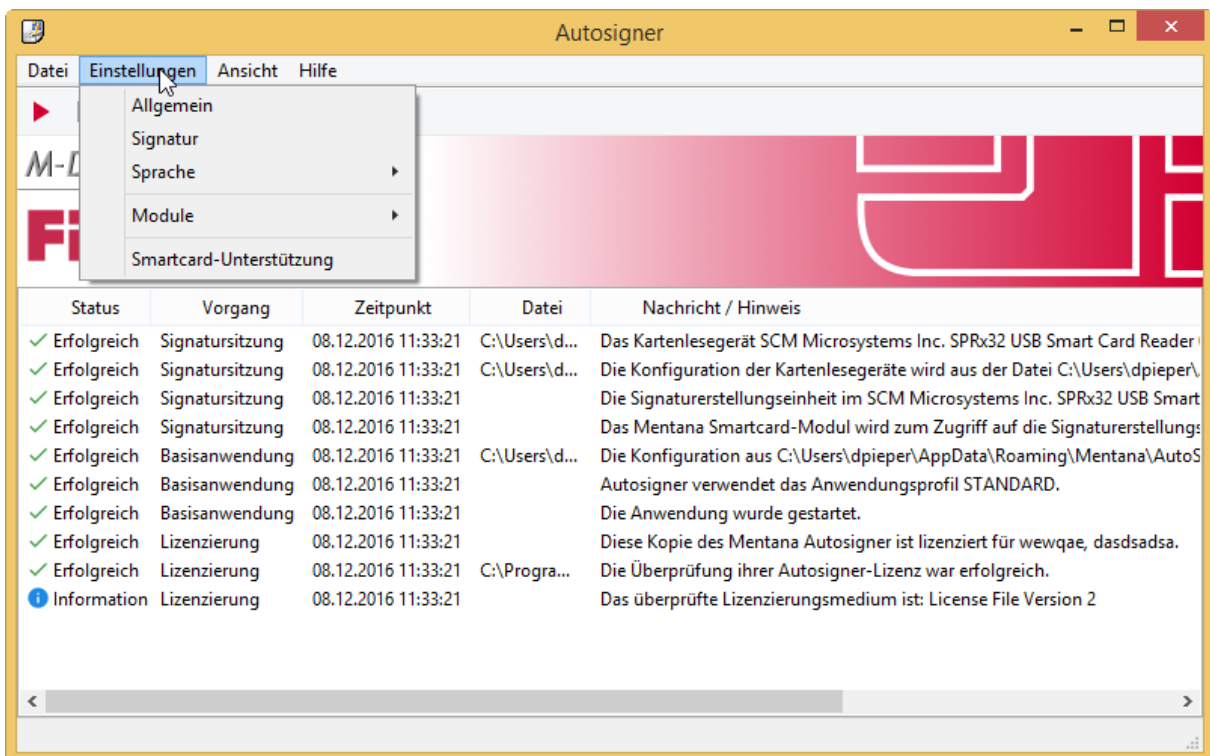 Autosigner
Datei Einstellungen Ansicht Hilfe
Allgemein
Signatur
Sprache
Module
Smartcard-Unterstützung
Status Vorgang Zeitpunkt Datei Nachricht / Hinweis
Erfolgreich Signatursitzung 08.12.2016 11:33:21 C:\Users\d... Das Kartenlesegerät SCM Microsystems Inc. SPRx32 USB Smart Card Reader
Erfolgreich Signatursitzung 08.12.2016 11:33:21 C:\Users\d... Die Konfiguration der Kartenlesegeräte wird aus der Datei C:\Users\dpieper\
Erfolgreich Signatursitzung 08.12.2016 11:33:21 Die Signaturerstellungseinheit im SCM Microsystems Inc. SPRx32 USB Smart
Erfolgreich Signatursitzung 08.12.2016 11:33:21 Das Mentana Smartcard-Modul wird zum Zugriff auf die Signaturerstellungs
Erfolgreich Basisanwendung 08.12.2016 11:33:21 C:\Users\d... Die Konfiguration aus C:\Users\dpieper\AppData\Roaming\Mentana\AutoS
Erfolgreich Basisanwendung 08.12.2016 11:33:21 Autosigner verwendet das Anwendungsprofil STANDARD.
Erfolgreich Basisanwendung 08.12.2016 11:33:21 Die Anwendung wurde gestartet.
Erfolgreich Lizenzierung 08.12.2016 11:33:21 Diese Kopie des Mentana Autosigner ist lizenziert für wewqae, dasdsadsa.
Erfolgreich Lizenzierung 08.12.2016 11:33:21 C:\Progra... Die Überprüfung ihrer Autosigner-Lizenz war erfolgreich.
Information Lizenzierung 08.12.2016 11:33:21 Das überprüfte Lizenzierungsmedium ist: License File Version 2